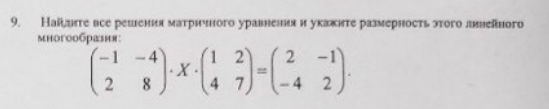 9. Найдите все решения матричного уравнения и укажите размерность этого линейного
многообразия:
(−1 −4) (1 2) (2 −1)
(2 8) · X · (4 7) = (−4 2).